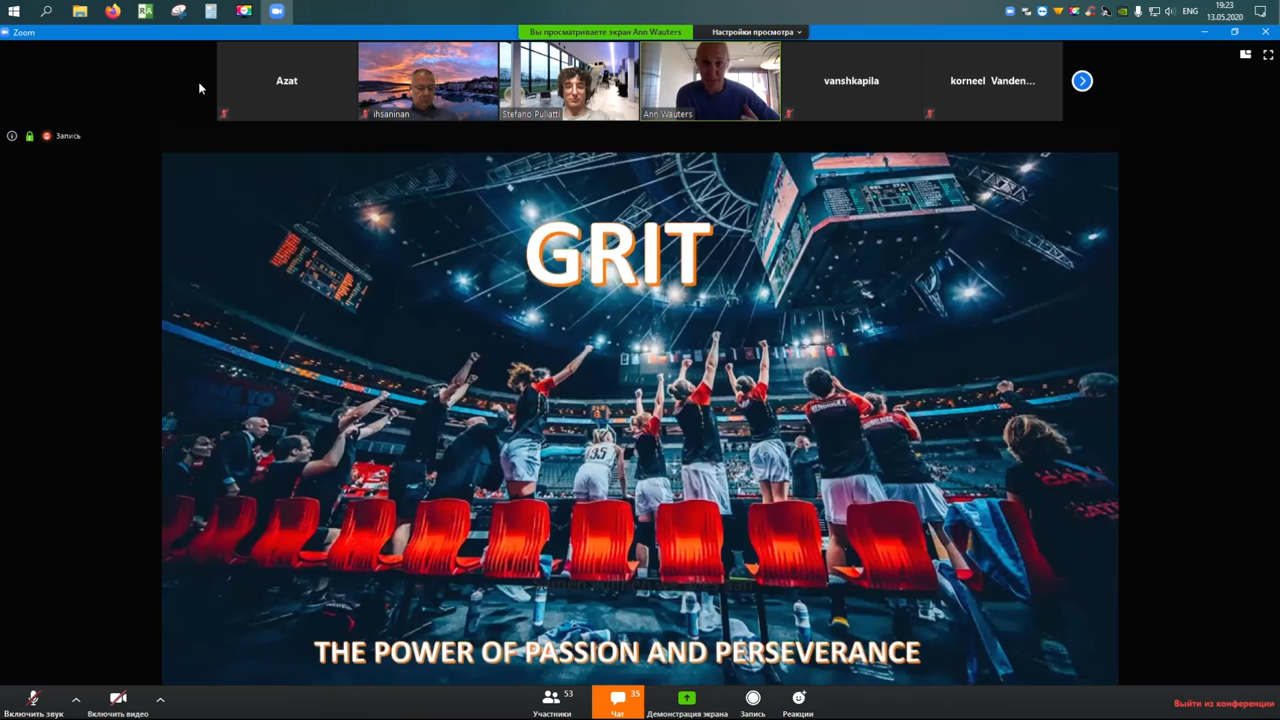 19:23
ENG
13.05.2020
Zoom
Вы просматриваете экран Ann Wauters
Настройки просмотра
Azat
ihsaninan
Stefano Puliatti
Ann Wauters
vanshkapila
korneel Vanden...
Запись
GRIT
35
HENDRICKX
THE POWER OF PASSION AND PERSEVERANCE
Включить звук
Включить видео
53
Участники
35
Чат
Демонстрация экрана
Запись
Реакции
Выйти из конференции